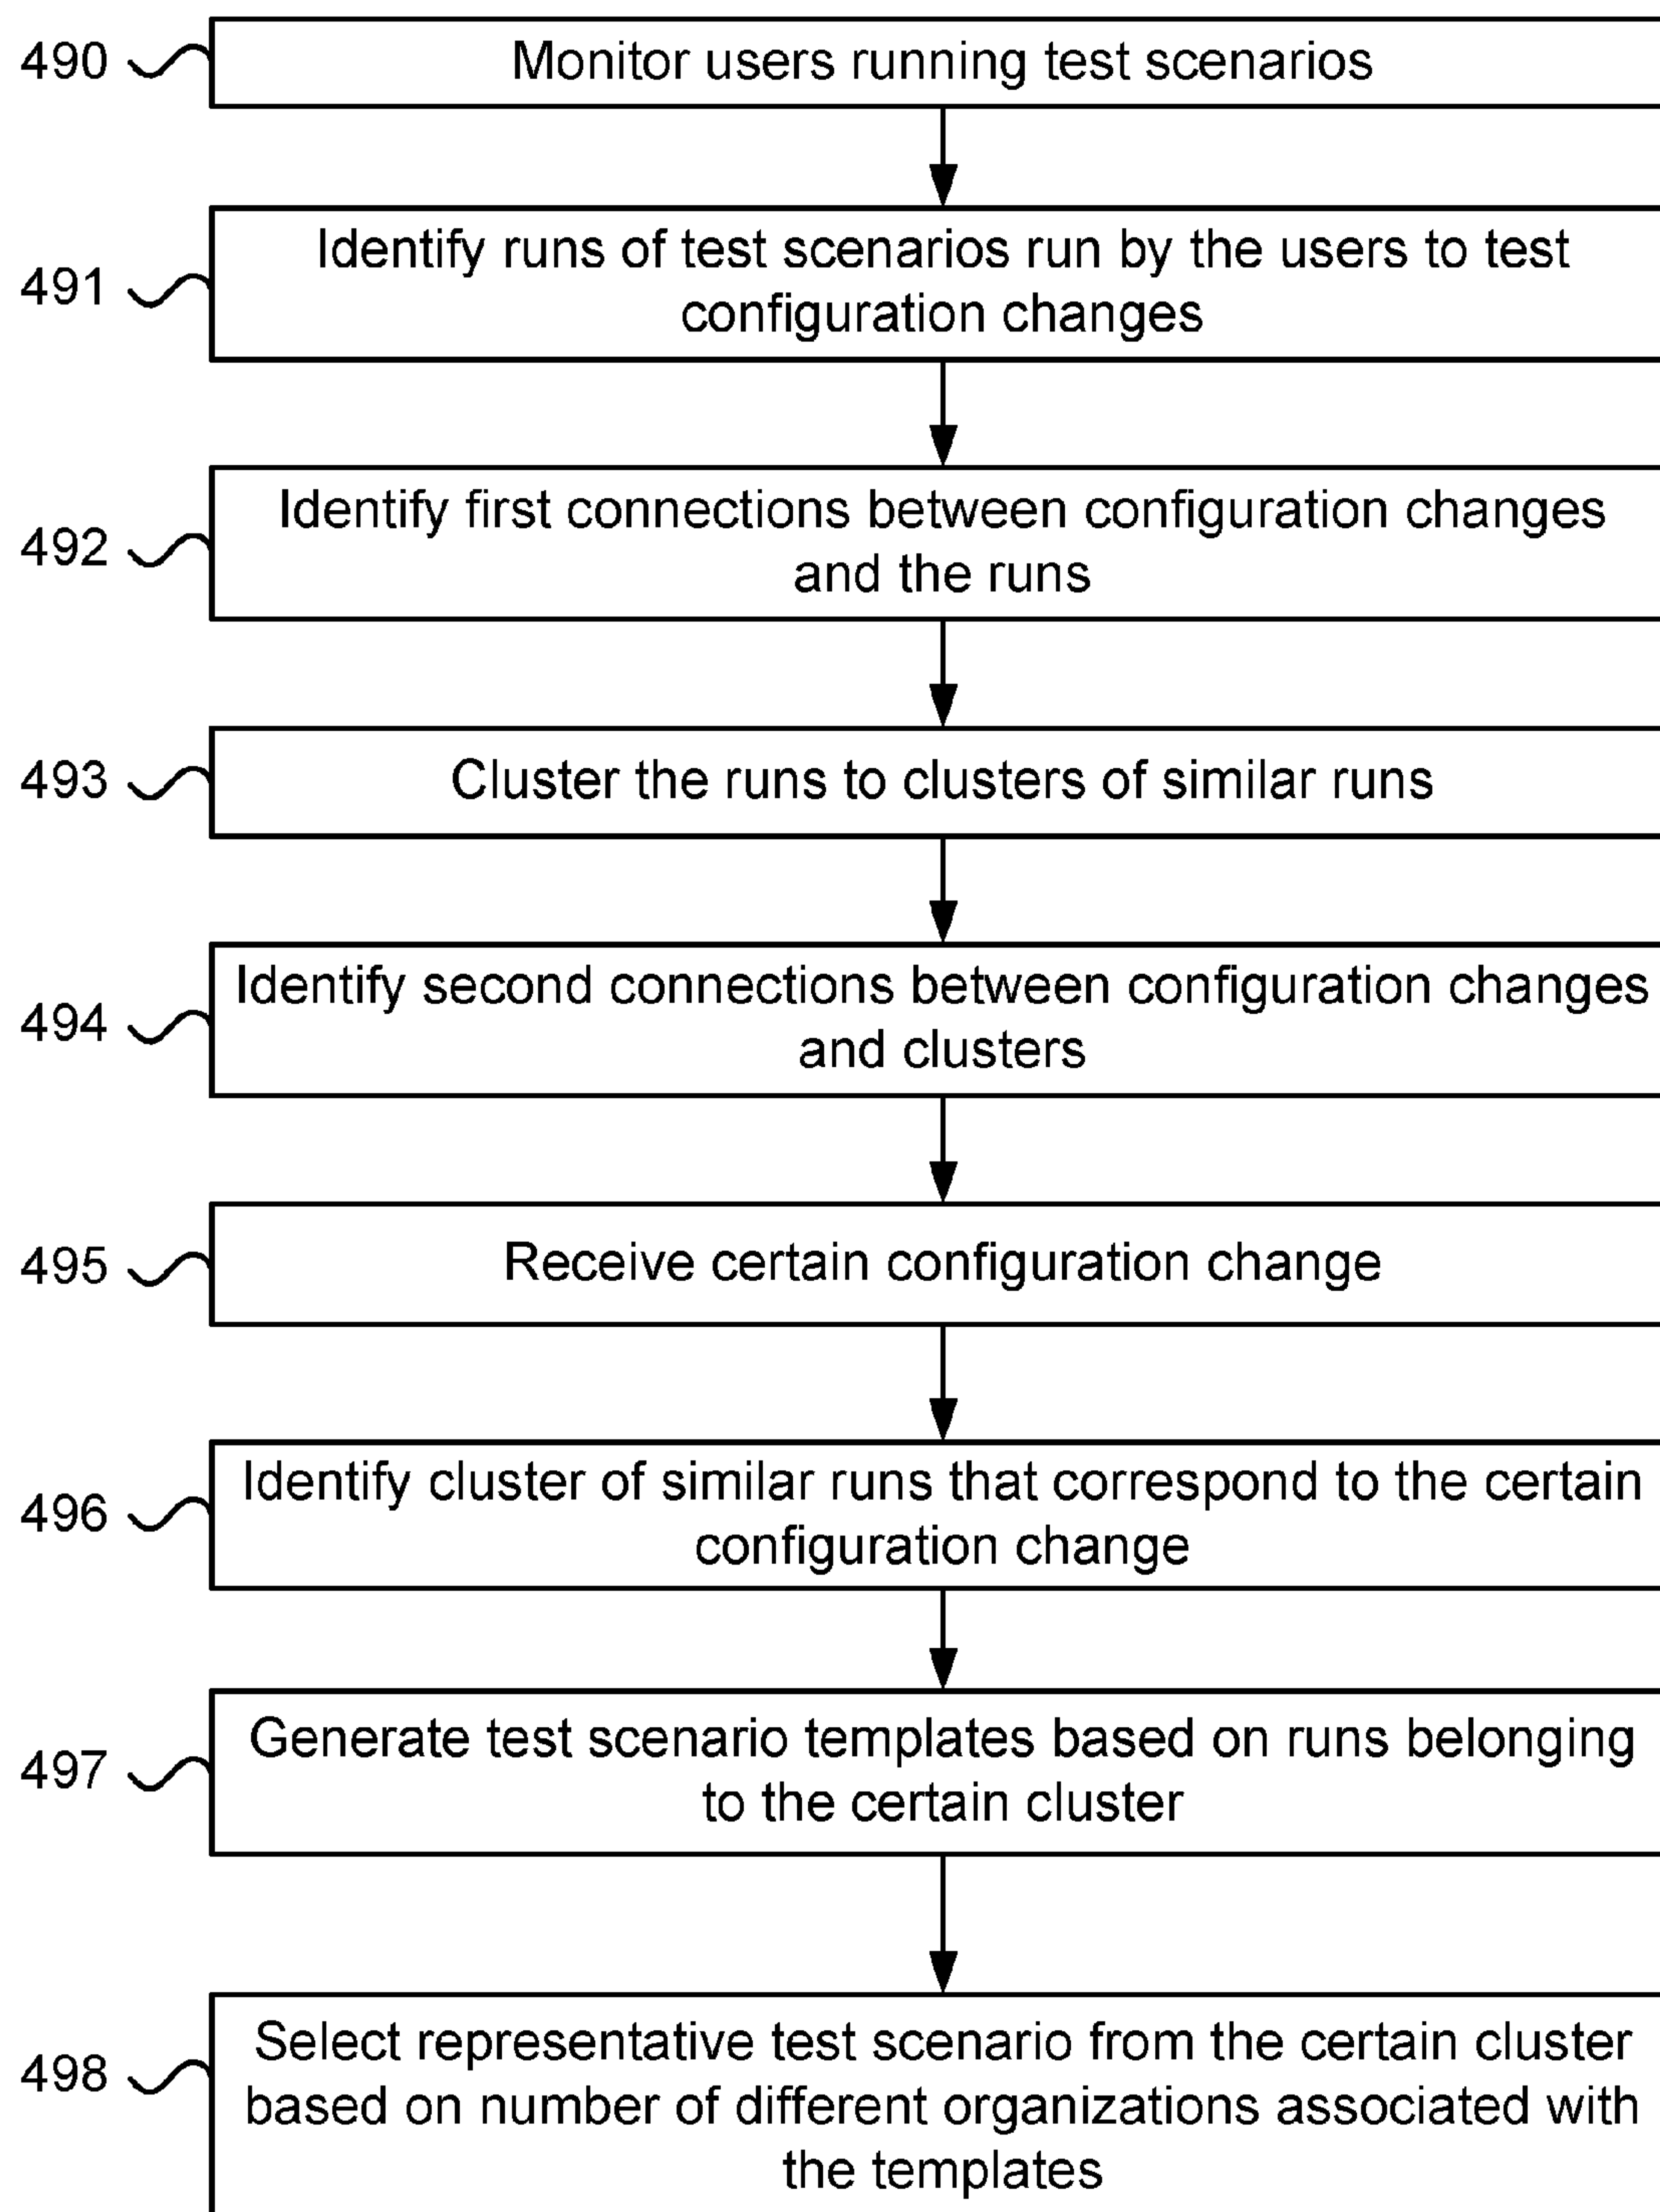 490
Monitor users running test scenarios
491
Identify runs of test scenarios run by the users to test
configuration changes
492
Identify first connections between configuration changes
and the runs
493
Cluster the runs to clusters of similar runs
494
Identify second connections between configuration changes
and clusters
495
Receive certain configuration change
496
Identify cluster of similar runs that correspond to the certain
configuration change
497
Generate test scenario templates based on runs belonging
to the certain cluster
498
Select representative test scenario from the certain cluster
based on number of different organizations associated with
the templates